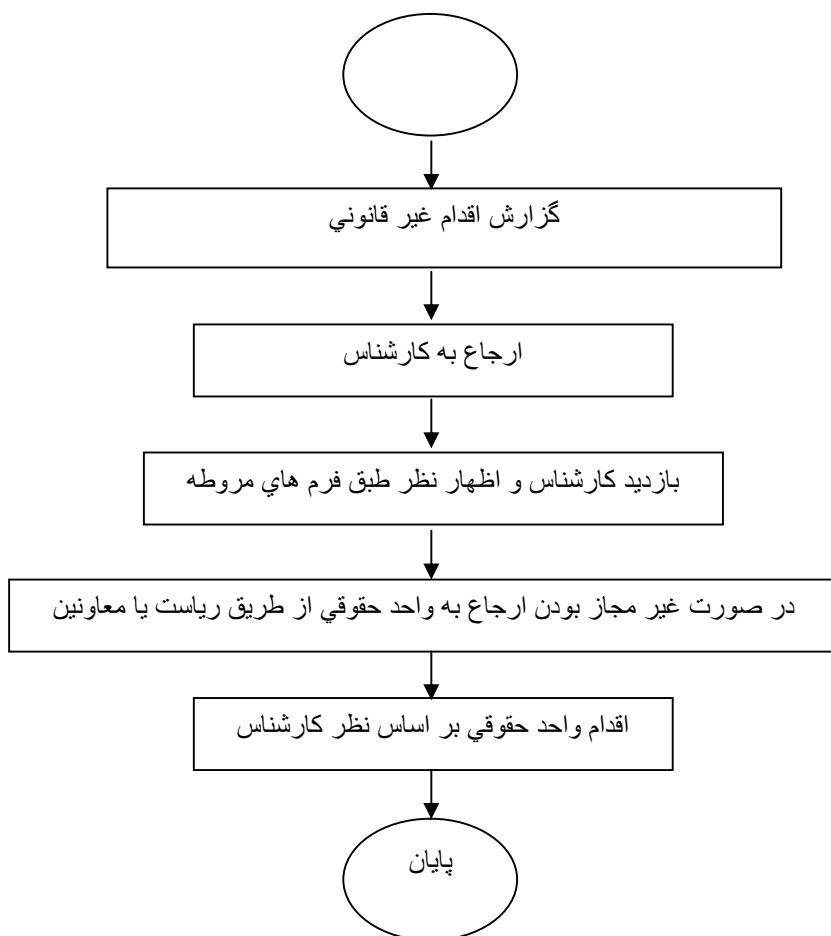 گزارش اقدام غير قانوني
ارجاع به كارشناس
بازديد كارشناس و اظهار نظر طبق فرم هاي مروطه
در صورت غير مجاز بودن ارجاع به واحد حقوقي از طريق رياست يا معاونين
اقدام واحد حقوقي بر اساس نظر كارشناس
پايان